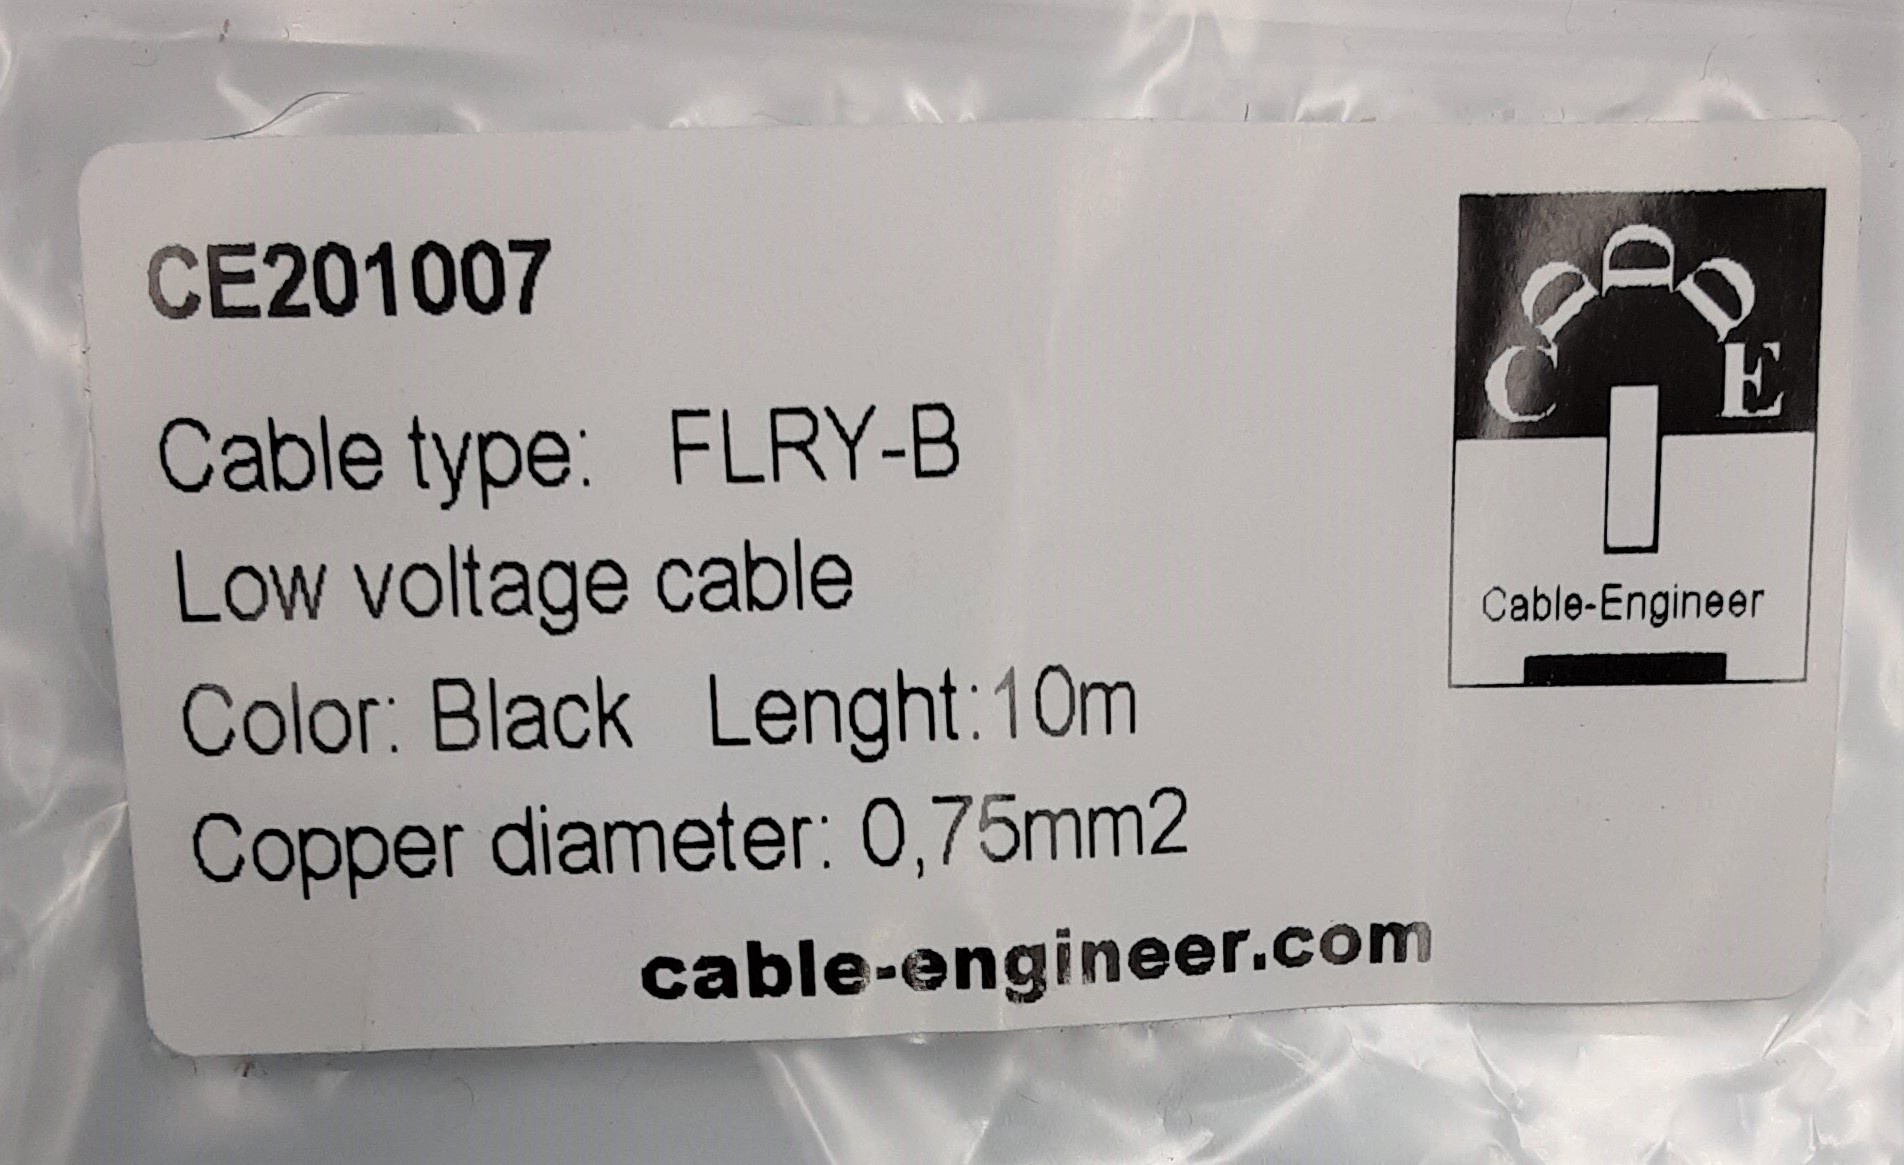 CE201007
Cable type: FLRY-B
Low voltage cable
Color: Black Lenght:10m
Copper diameter: 0,75mm2
cable-engineer.com
C E
Cable-Engineer